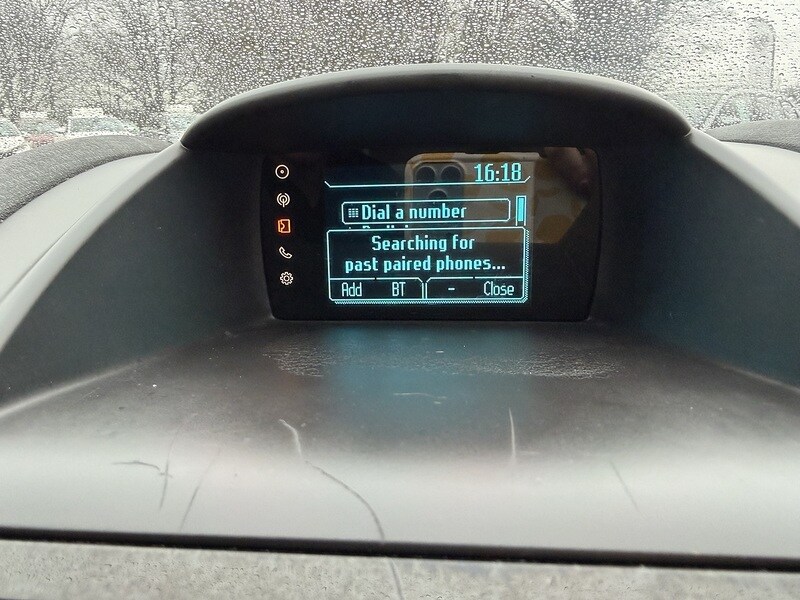 16:18
Dial a number
Searching for
past paired phones...
Add BT - Close